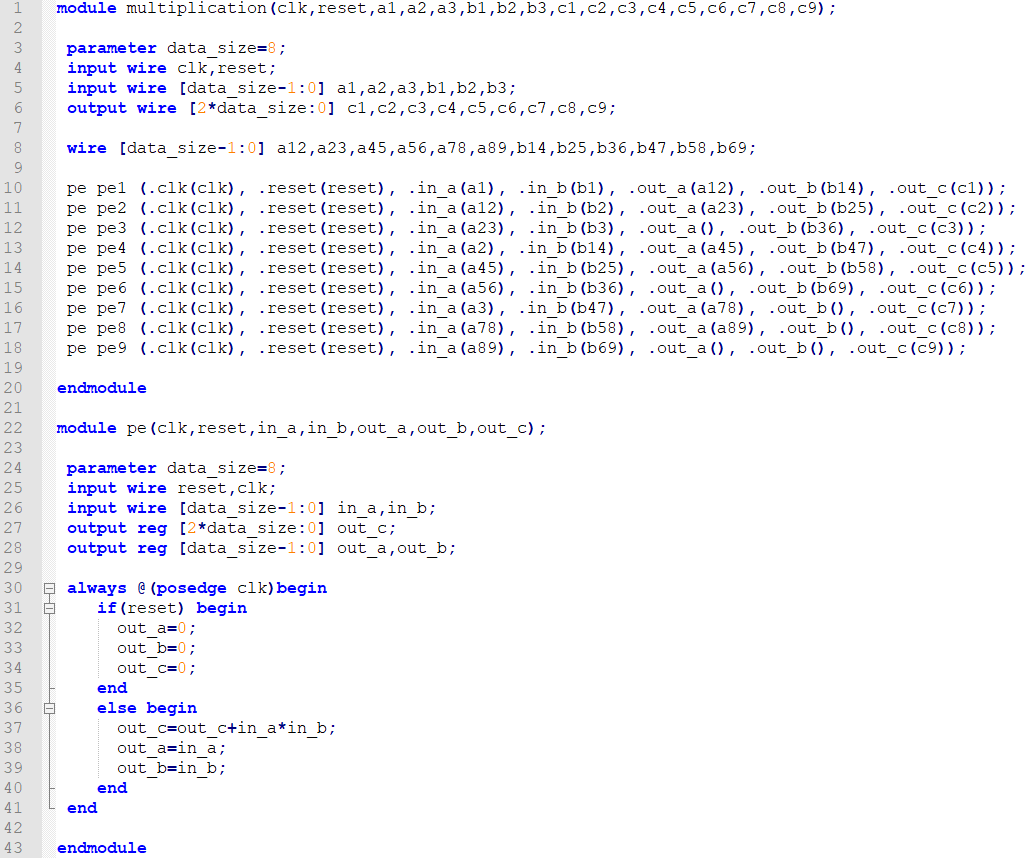 1 module multiplication(clk,reset,a1,a2,a3,b1,b2,b3,c1,c2,c3,c4,c5,c6,c7,c8,c9);
2
3 parameter data_size=8;
4 input wire clk,reset;
5 input wire [data_size-1:0] a1,a2,a3,b1,b2,b3;
6 output wire [2*data_size:0] c1,c2,c3,c4,c5,c6,c7,c8,c9;
7
8 wire [data_size-1:0] a12,a23,a45,a56,a78,a89,b14,b25,b36,b47,b58,b69;
9
10 pe pe1 (.clk(clk), .reset(reset), .in_a(a1), .in_b(b1), .out_a(a12), .out_b(b14), .out_c(c1));
11 pe pe2 (.clk(clk), .reset(reset), .in_a(a12), .in_b(b2), .out_a(a23), .out_b(b25), .out_c(c2));
12 pe pe3 (.clk(clk), .reset(reset), .in_a(a23), .in_b(b3), .out_a(), .out_b(b36), .out_c(c3));
13 pe pe4 (.clk(clk), .reset(reset), .in_a(a2), .in_b(b14), .out_a(a45), .out_b(b47), .out_c(c4));
14 pe pe5 (.clk(clk), .reset(reset), .in_a(a45), .in_b(b25), .out_a(a56), .out_b(b58), .out_c(c5));
15 pe pe6 (.clk(clk), .reset(reset), .in_a(a56), .in_b(b36), .out_a(), .out_b(b69), .out_c(c6));
16 pe pe7 (.clk(clk), .reset(reset), .in_a(a3), .in_b(b47), .out_a(a78), .out_b(), .out_c(c7));
17 pe pe8 (.clk(clk), .reset(reset), .in_a(a78), .in_b(b58), .out_a(a89), .out_b(), .out_c(c8));
18 pe pe9 (.clk(clk), .reset(reset), .in_a(a89), .in_b(b69), .out_a(), .out_b(), .out_c(c9));
19
20 endmodule
21
22 module pe(clk,reset,in_a,in_b,out_a,out_b,out_c);
23
24 parameter data_size=8;
25 input wire reset,clk;
26 input wire [data_size-1:0] in_a,in_b;
27 output reg [2*data_size:0] out_c;
28 output reg [data_size-1:0] out_a,out_b;
29
30 always @(posedge clk)begin
31 if(reset) begin
32 out_a=0;
33 out_b=0;
34 out_c=0;
35 end
36 else begin
37 out_c=out_c+in_a*in_b;
38 out_a=in_a;
39 out_b=in_b;
40 end
41 end
42
43 endmodule